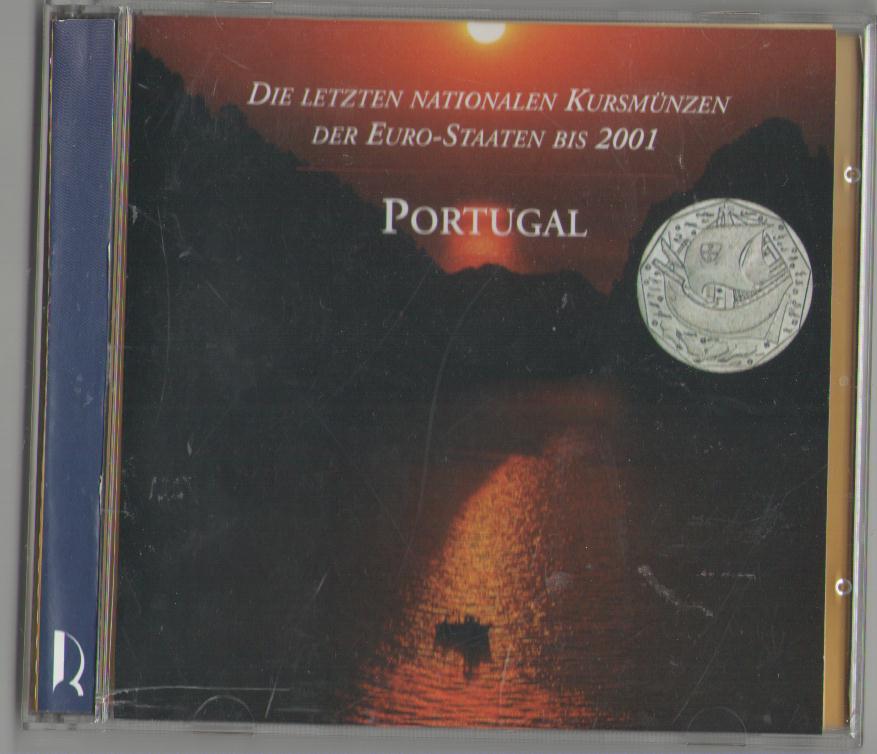 DIE LETZTEN NATIONALEN KURSMÜNZEN
DER EURO-STAATEN BIS 2001
PORTUGAL
R